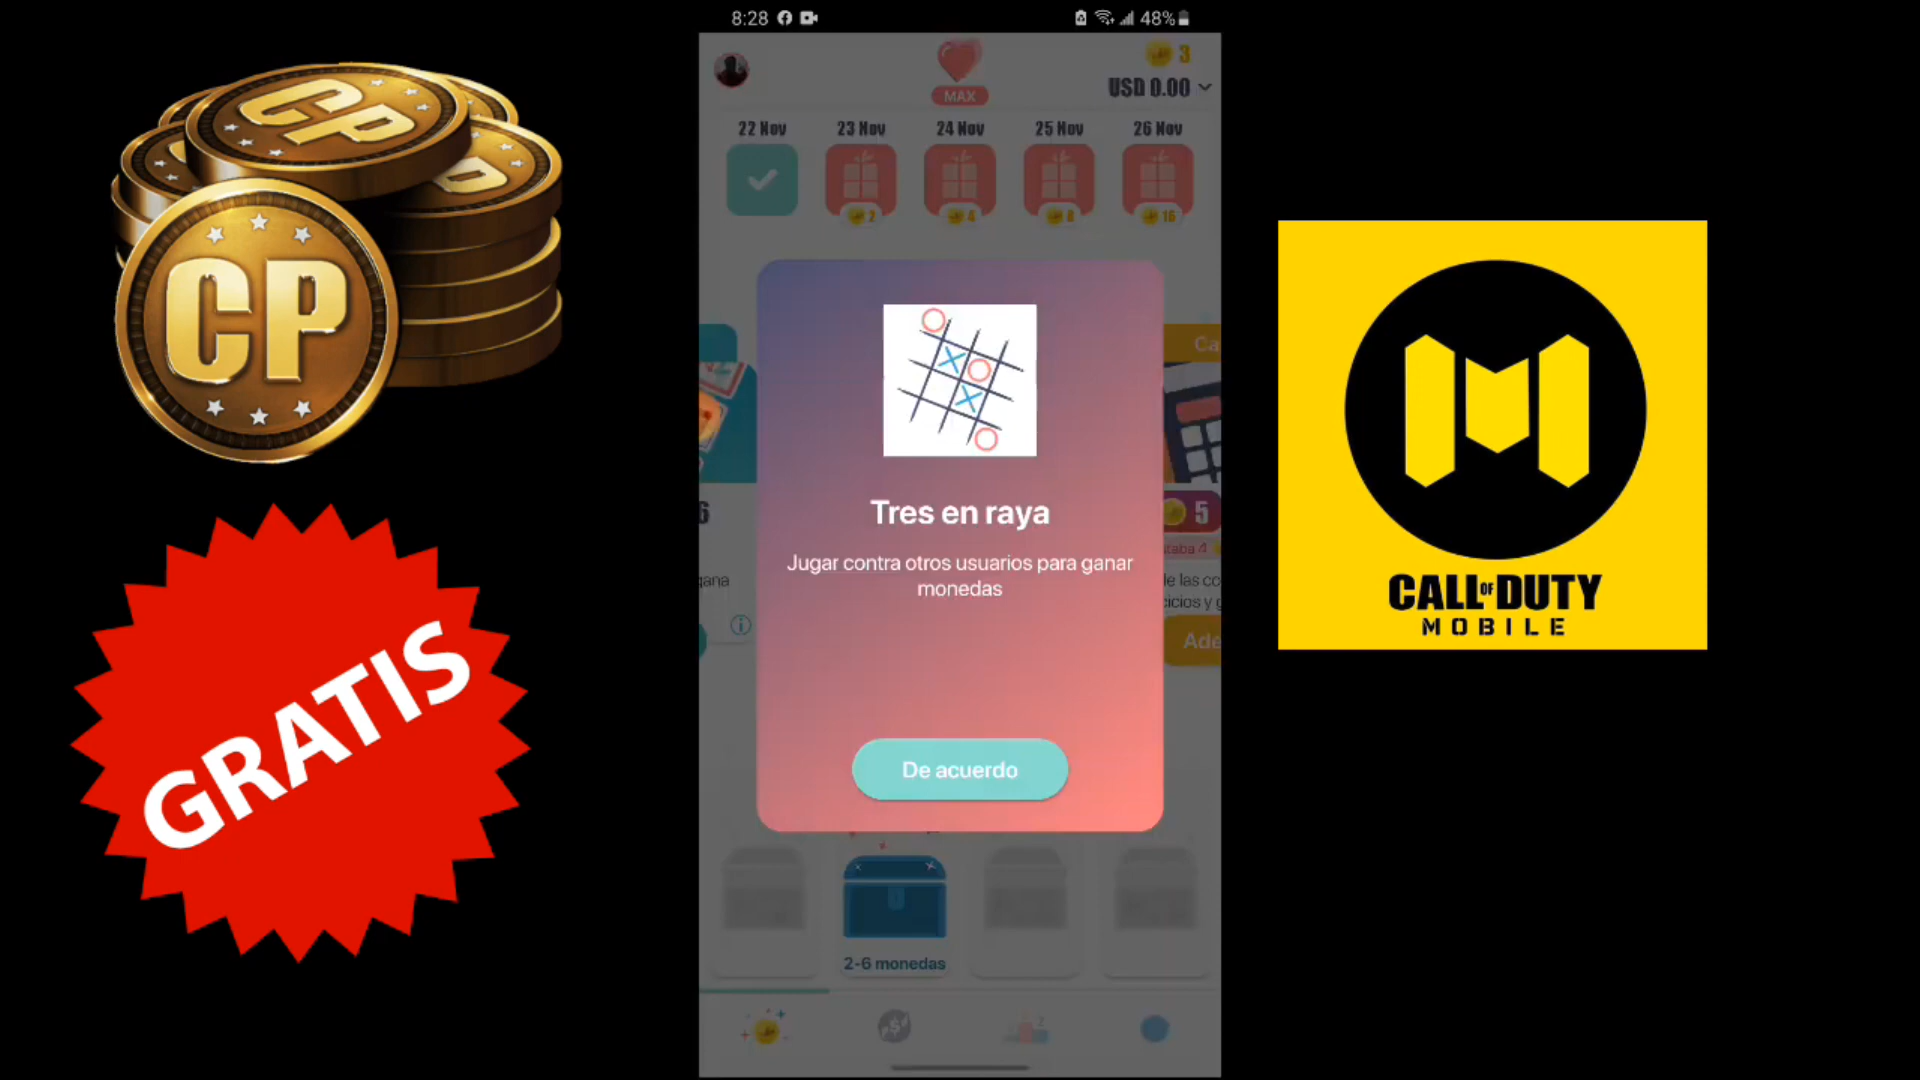 CP
CP
GRATIS
8:28
48%
3
MAX
USD 0.00
22 Nov
23 Nov
24 Nov
25 Nov
26 Nov
2
4
8
16
Tres en raya
Jugar contra otros usuarios para ganar
monedas
De acuerdo
5
2-6 monedas
CALL OF DUTY
MOBILE